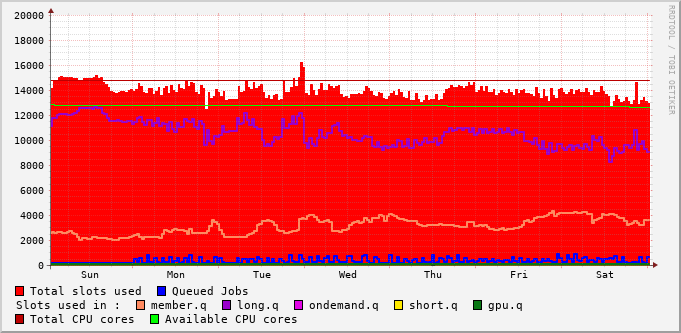 20000
18000
16000
14000
12000
10000
8000
6000
4000
2000
0
Sun Mon Tue Wed Thu Fri Sat
RRDTOOL / TOBI OETIKER
Total slots used Queued Jobs
Slots used in : member.q long.q ondemand.q short.q gpu.q
Total CPU cores Available CPU cores